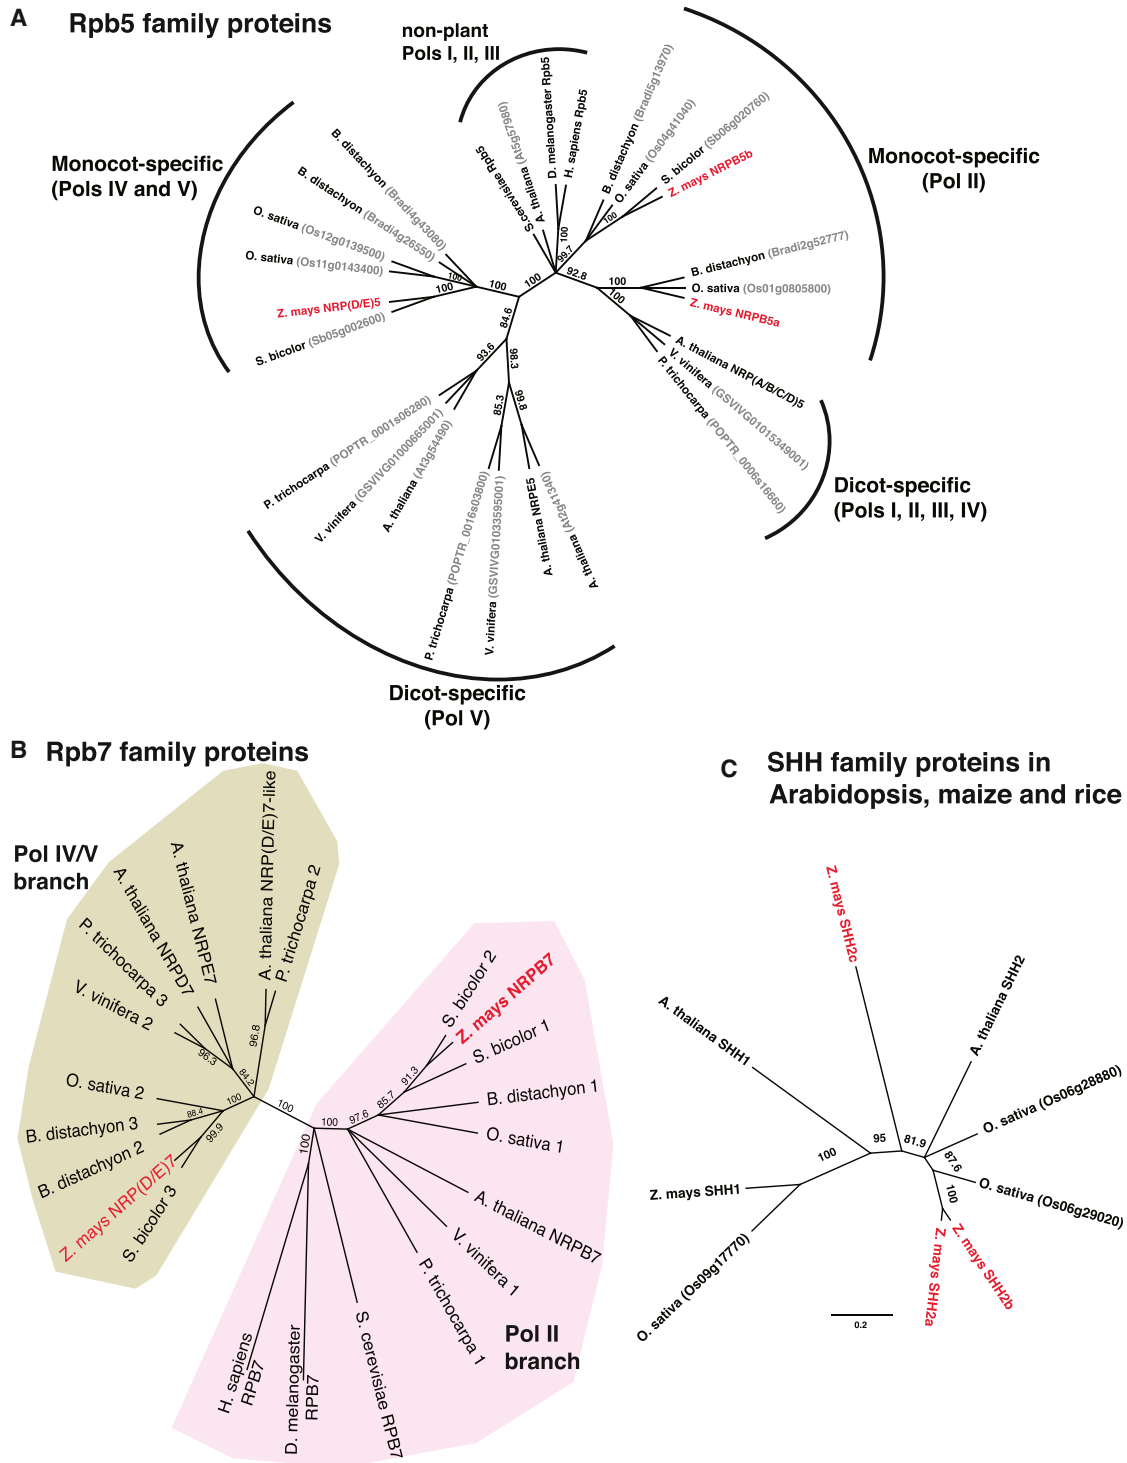 A Rpb5 family proteins
non-plant
Pols I, II, III
Monocot-specific
(Pols IV and V)
Monocot-specific
(Pol II)
Dicot-specific
(Pols I, II, III, IV)
Dicot-specific
(Pol V)
B. distachyon (Bradi4g43080)
B. distachyon (Bradi4g26550)
O. sativa (Os12g0139500)
O. sativa (Os11g0143400)
Z. mays NRP(D/E)5
S. bicolor (Sb05g002600)
S.cerevisiae Rpb5
A. thaliana (At5g57980)
D. melanogaster Rpb5
H. sapiens Rpb5
B. distachyon (Bradi5g13970)
O. sativa (Os04g41040)
S. bicolor (Sb06g020760)
Z. mays NRPB5b
B. distachyon (Bradi2g52777)
O. sativa (Os01g0805800)
Z. mays NRPB5a
A. thaliana NRP(A/B/C/D)5
V. vinifera (GSVIVG01015349001)
P. trichocarpa (POPTR_0006s16660)
P. trichocarpa (POPTR_0001s06280)
V. vinifera (GSVIVG01000665001)
A. thaliana (At3g54490)
P. trichocarpa (POPTR_0016s03800)
V. vinifera (GSVIVG01033595001)
A. thaliana NRPE5
A. thaliana (At2g41340)
100
100
100
100
100
99.7
100
92.8
100
100
84.6
93.6
98.3
85.3
99.8
B Rpb7 family proteins
Pol IV/V
branch
A. thaliana NRP(D/E)7-like
P. trichocarpa 2
A. thaliana NRPE7
A. thaliana NRPD7
P. trichocarpa 3
V. vinifera 2
O. sativa 2
B. distachyon 3
B. distachyon 2
Z. mays NRP(D/E)7
S. bicolor 3
96.8
96.3
84.2
100
88.4
99.9
100
100
100
97.6
85.7
91.3
S. bicolor 2
Z. mays NRPB7
S. bicolor 1
B. distachyon 1
O. sativa 1
A. thaliana NRPB7
V. vinifera 1
P. trichocarpa 1
S. cerevisiae RPB7
D. melanogaster
RPB7
H. sapiens
RPB7
Pol II
branch
C SHH family proteins in
Arabidopsis, maize and rice
Z. mays SHH2c
A. thaliana SHH1
A. thaliana SHH2
O. sativa (Os06g28880)
O. sativa (Os06g29020)
Z. mays SHH2b
Z. mays SHH2a
Z. mays SHH1
O. sativa (Os09g17770)
100
95
81.9
87.6
100
0.2